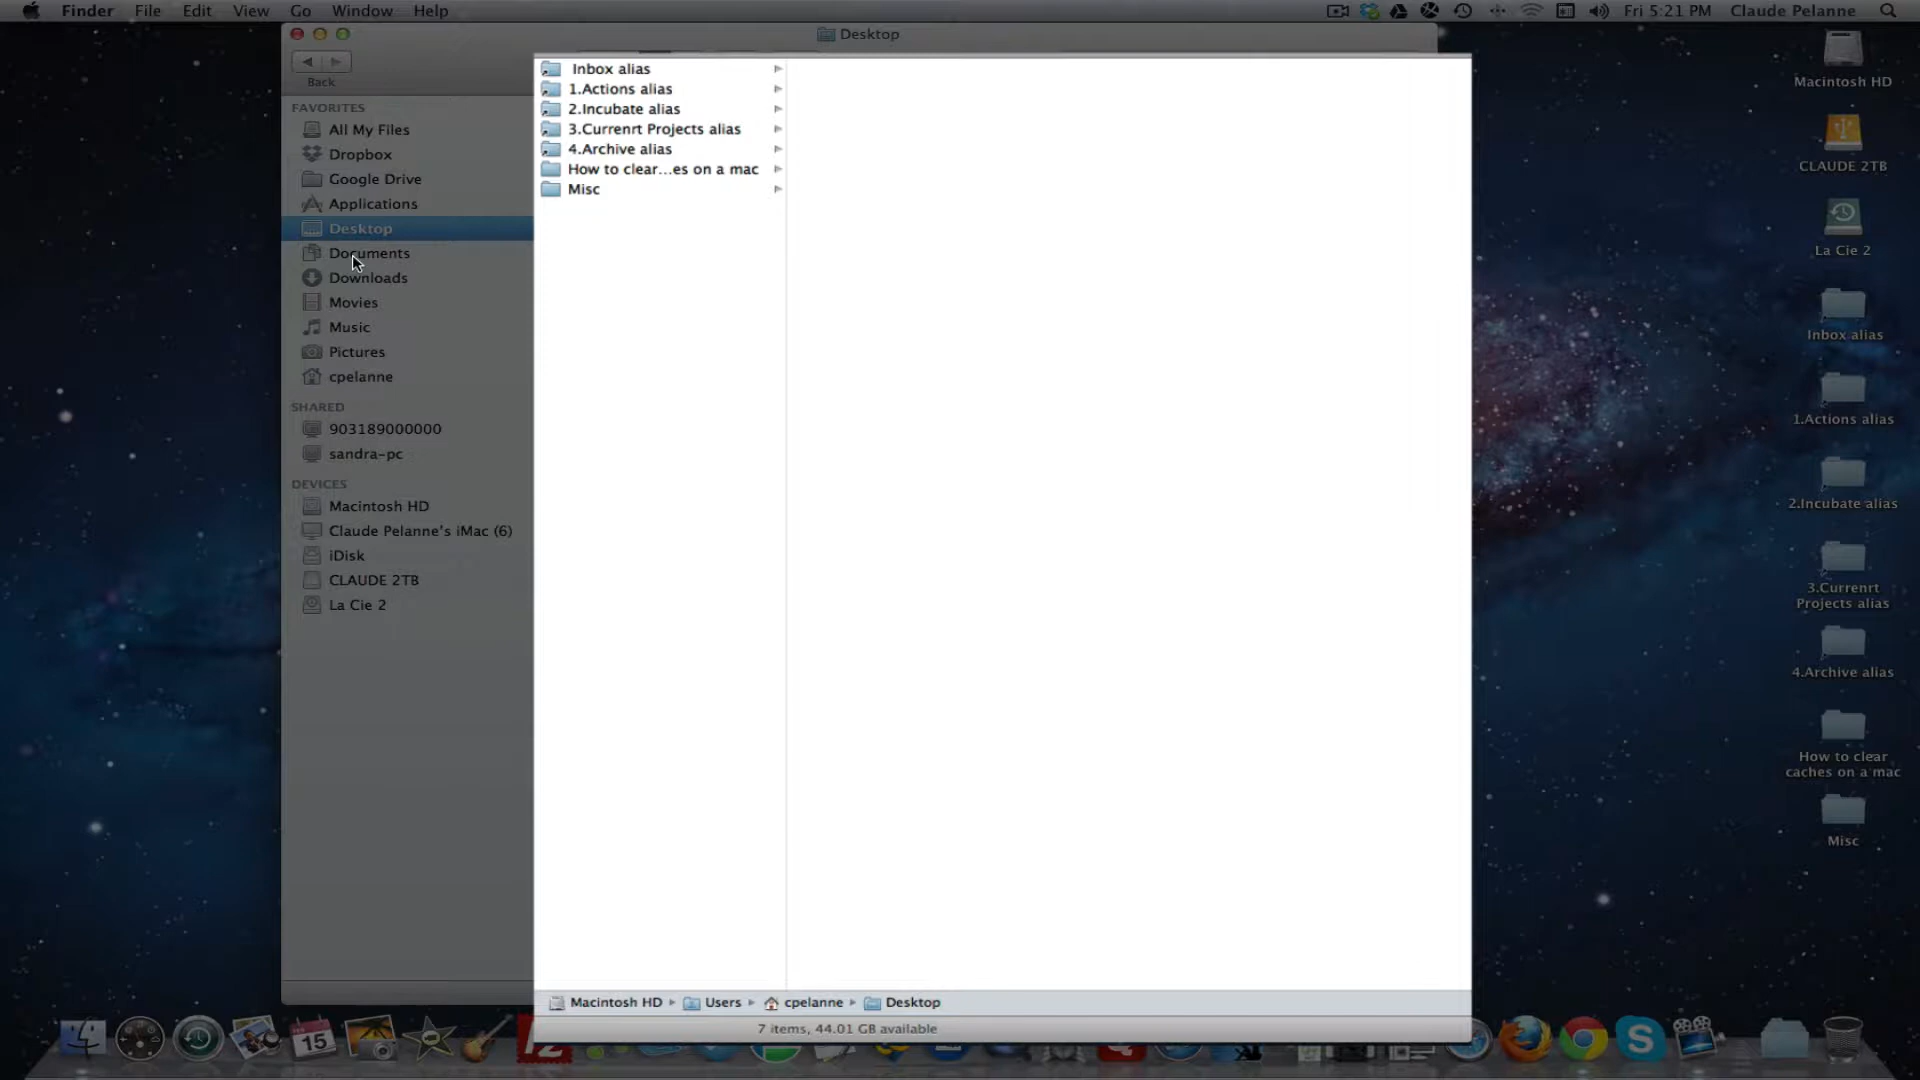 Finder File Edit View Go Window Help
Fri 5:21 PM Claude Pelanne
Desktop
Back
FAVORITES
All My Files
Dropbox
Google Drive
Applications
Desktop
Documents
Downloads
Movies
Music
Pictures
cpelanne
SHARED
903189000000
sandra-pc
DEVICES
Macintosh HD
Claude Pelanne's iMac (6)
iDisk
CLAUDE 2TB
La Cie 2
Inbox alias
1.Actions alias
2.Incubate alias
3.Currenrt Projects alias
4.Archive alias
How to clear...es on a mac
Misc
Macintosh HD Users cpelanne Desktop
7 items, 44.01 GB available
Macintosh HD
CLAUDE 2TB
La Cie 2
Inbox alias
1.Actions alias
2.Incubate alias
3.Currenrt
Projects alias
4.Archive alias
How to clear
caches on a mac
Misc
15